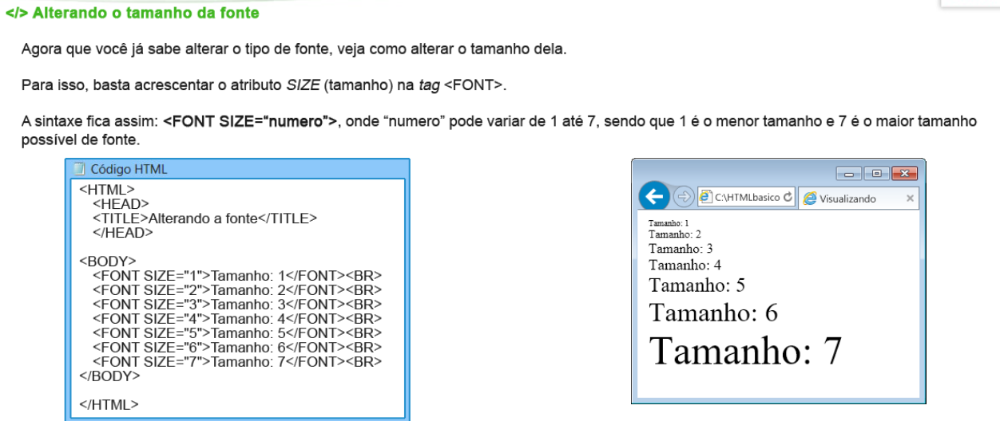 </> Alterando o tamanho da fonte
Agora que você já sabe alterar o tipo de fonte, veja como alterar o tamanho dela.
Para isso, basta acrescentar o atributo SIZE (tamanho) na tag <FONT>.
A sintaxe fica assim: <FONT SIZE=“numero”>, onde “numero” pode variar de 1 até 7, sendo que 1 é o menor tamanho e 7 é o maior tamanho
possível de fonte.
Código HTML
<HTML>
<HEAD>
<TITLE>Alterando a fonte</TITLE>
</HEAD>
<BODY>
<FONT SIZE="1">Tamanho: 1</FONT><BR>
<FONT SIZE="2">Tamanho: 2</FONT><BR>
<FONT SIZE="3">Tamanho: 3</FONT><BR>
<FONT SIZE="4">Tamanho: 4</FONT><BR>
<FONT SIZE="5">Tamanho: 5</FONT><BR>
<FONT SIZE="6">Tamanho: 6</FONT><BR>
<FONT SIZE="7">Tamanho: 7</FONT><BR>
</BODY>
</HTML>
C:\HTMLbasico
Visualizando
Tamanho: 1
Tamanho: 2
Tamanho: 3
Tamanho: 4
Tamanho: 5
Tamanho: 6
Tamanho: 7